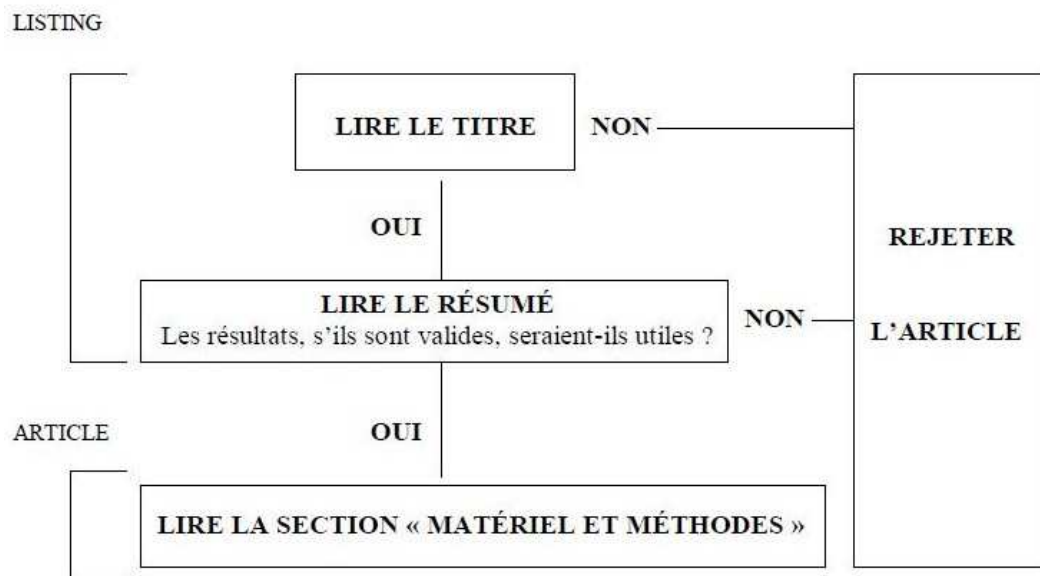 LISTING
LIRE LE TITRE
NON
OUI
REJETER
L'ARTICLE
LIRE LE RÉSUMÉ
Les résultats, s'ils sont valides, seraient-ils utiles ?
NON
OUI
ARTICLE
LIRE LA SECTION « MATÉRIEL ET MÉTHODES »